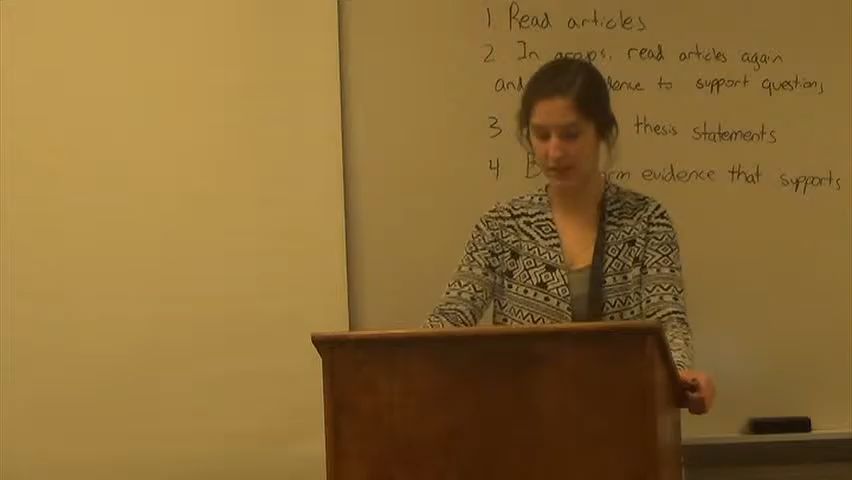 1 Read articles
2 In groups, read articles again
and to support questions
3 thesis statements
4 evidence that supports